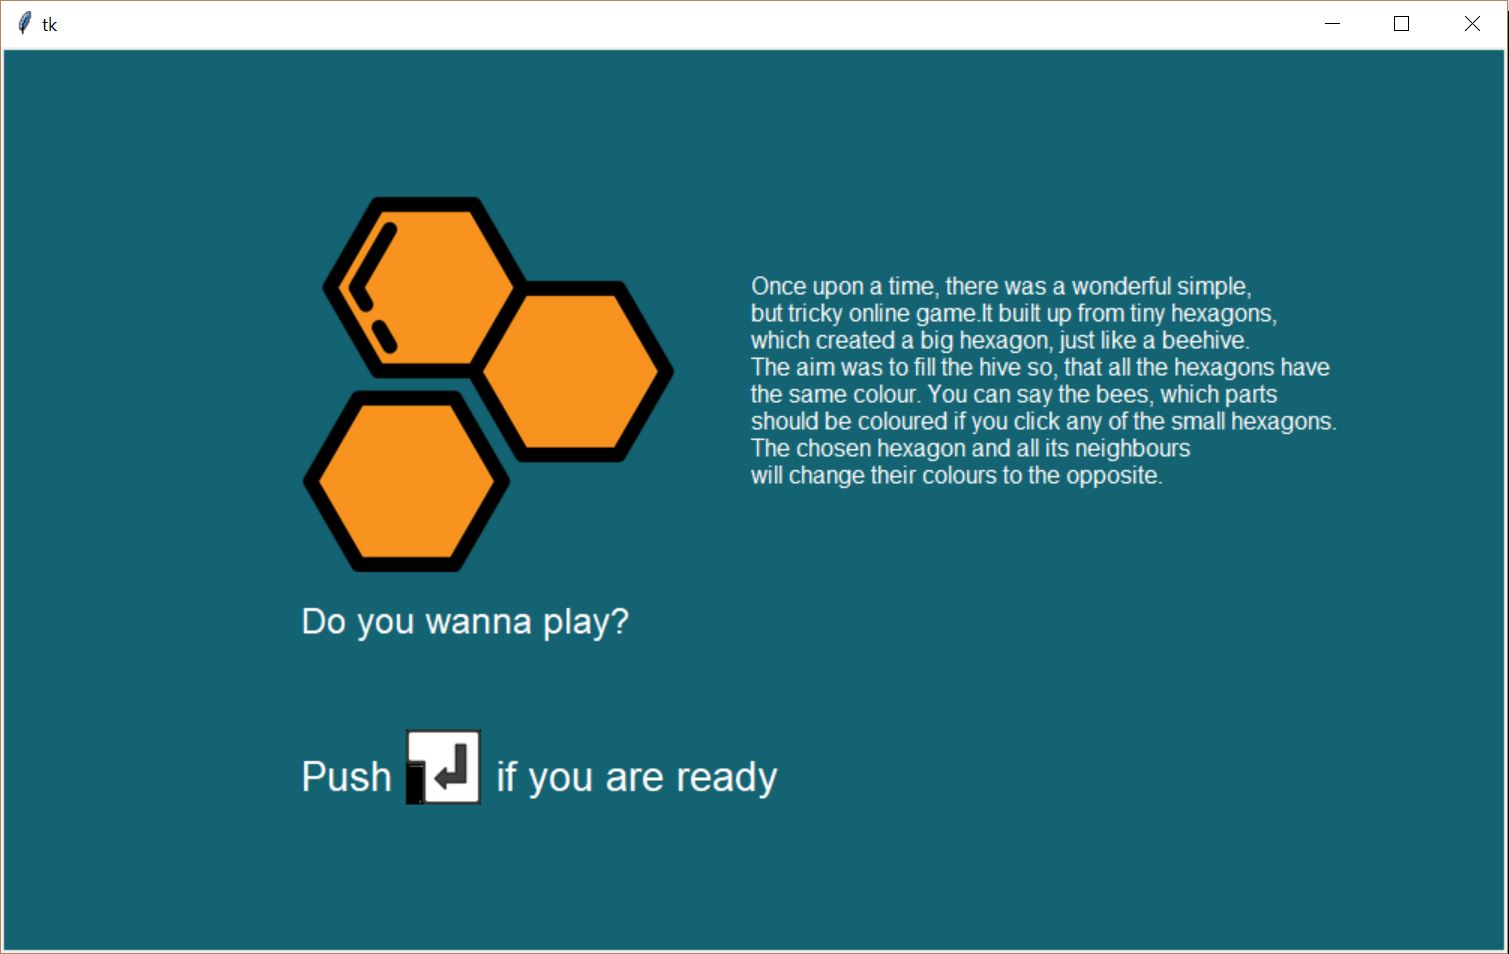 tk
Once upon a time, there was a wonderful simple,
but tricky online game.It built up from tiny hexagons,
which created a big hexagon, just like a beehive.
The aim was to fill the hive so, that all the hexagons have
the same colour. You can say the bees, which parts
should be coloured if you click any of the small hexagons.
The chosen hexagon and all its neighbours
will change their colours to the opposite.
Do you wanna play?
Push if you are ready